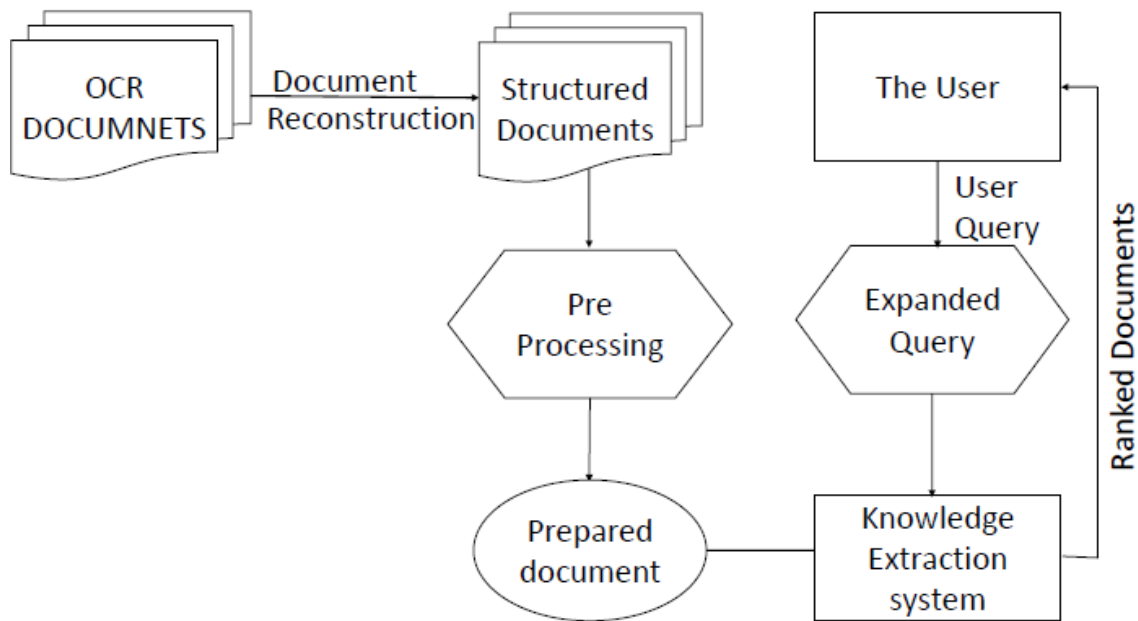 OCR
DOCUMNETS
Document
Reconstruction
Structured
Documents
The User
User
Query
Pre
Processing
Expanded
Query
Ranked Documents
Prepared
document
Knowledge
Extraction
system